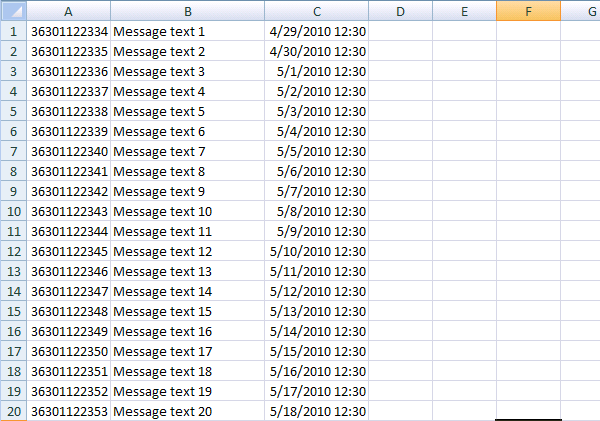 A B C D E F G
1 36301122334 Message text 1 4/29/2010 12:30
2 36301122335 Message text 2 4/30/2010 12:30
3 36301122336 Message text 3 5/1/2010 12:30
4 36301122337 Message text 4 5/2/2010 12:30
5 36301122338 Message text 5 5/3/2010 12:30
6 36301122339 Message text 6 5/4/2010 12:30
7 36301122340 Message text 7 5/5/2010 12:30
8 36301122341 Message text 8 5/6/2010 12:30
9 36301122342 Message text 9 5/7/2010 12:30
10 36301122343 Message text 10 5/8/2010 12:30
11 36301122344 Message text 11 5/9/2010 12:30
12 36301122345 Message text 12 5/10/2010 12:30
13 36301122346 Message text 13 5/11/2010 12:30
14 36301122347 Message text 14 5/12/2010 12:30
15 36301122348 Message text 15 5/13/2010 12:30
16 36301122349 Message text 16 5/14/2010 12:30
17 36301122350 Message text 17 5/15/2010 12:30
18 36301122351 Message text 18 5/16/2010 12:30
19 36301122352 Message text 19 5/17/2010 12:30
20 36301122353 Message text 20 5/18/2010 12:30